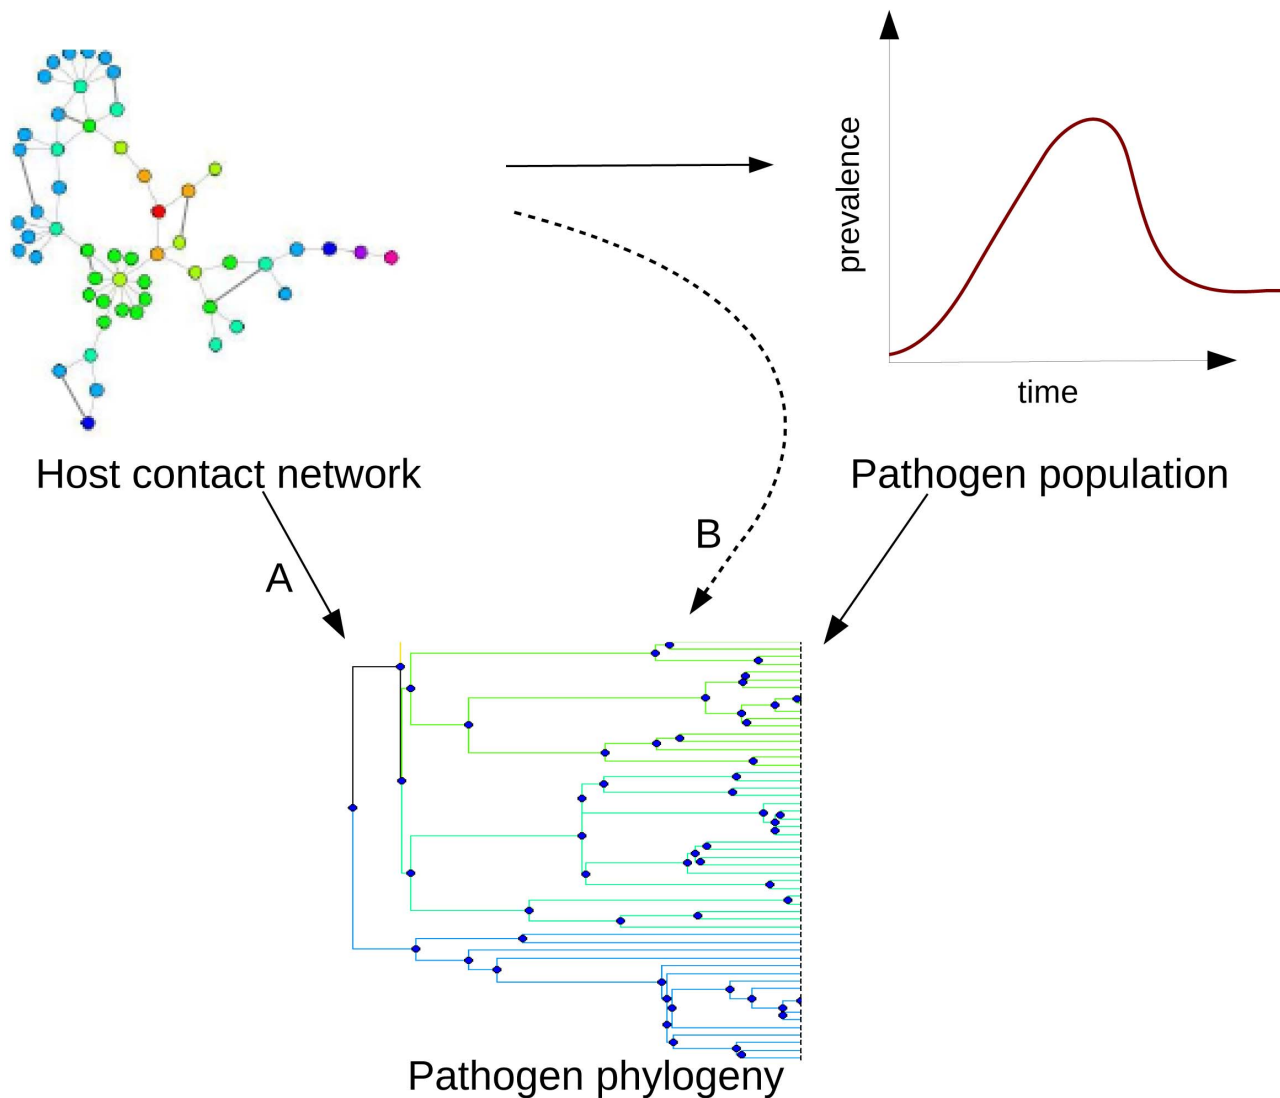 prevalence
time
Host contact network
Pathogen population
A
B
Pathogen phylogeny